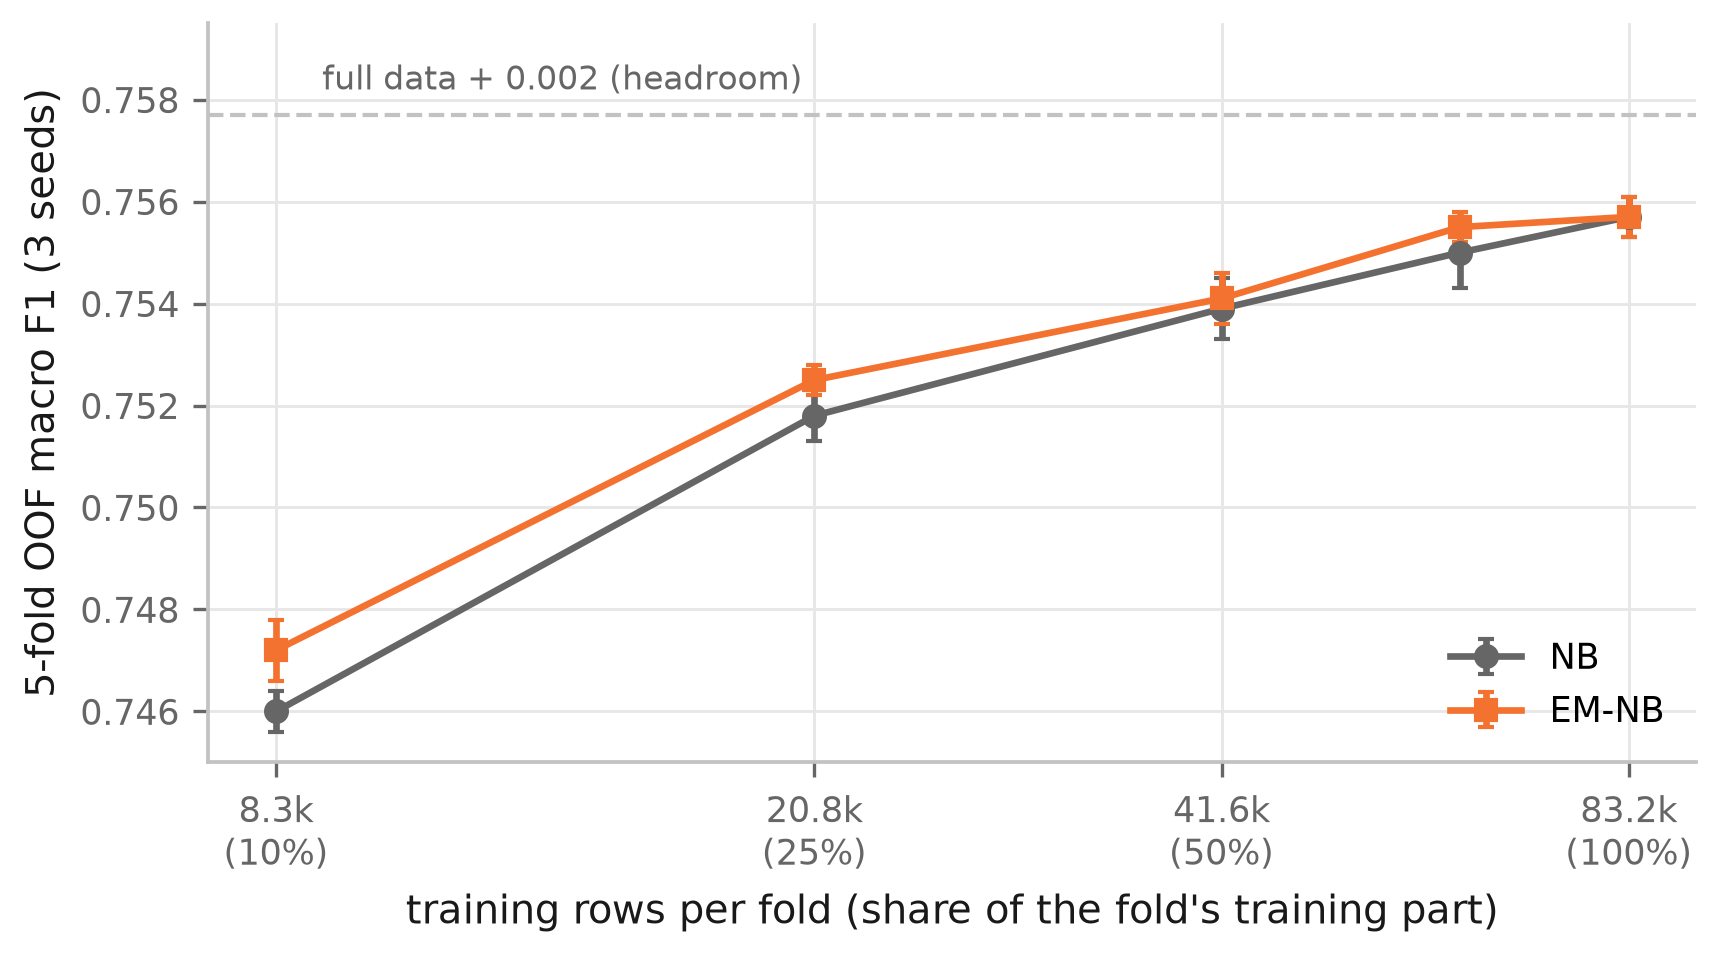 full data + 0.002 (headroom)
5-fold OOF macro F1 (3 seeds)
0.758
0.756
0.754
0.752
0.750
0.748
0.746
NB
EM-NB
8.3k
(10%)
20.8k
(25%)
41.6k
(50%)
83.2k
(100%)
training rows per fold (share of the fold's training part)